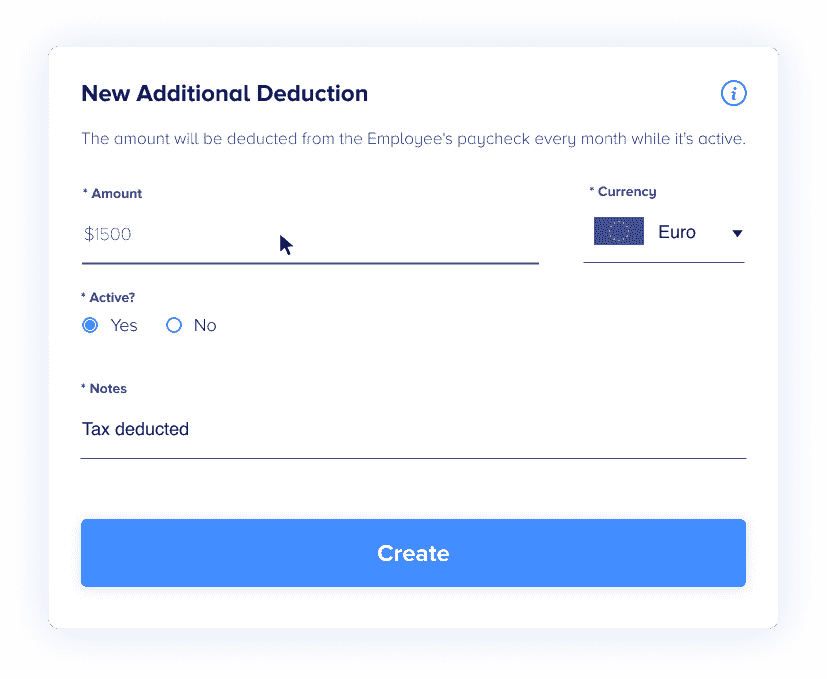 New Additional Deduction
i
The amount will be deducted from the Employee's paycheck every month while it's active.
* Amount
* Currency
$1500
Euro
* Active?
Yes
No
* Notes
Tax deducted
Create